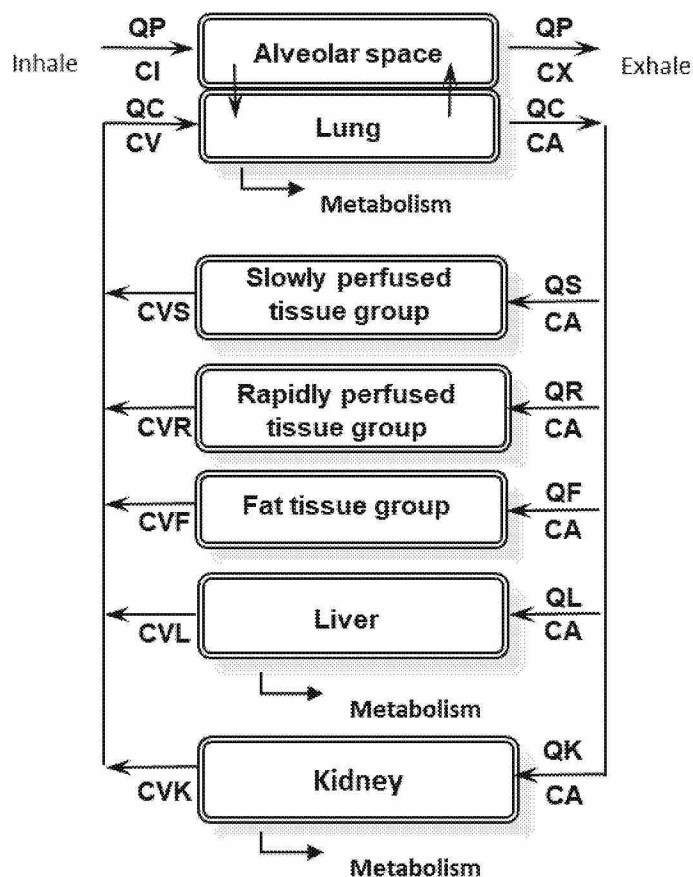 QP
Alveolar space
QP
Inhale
CI
CX
Exhale
QC
CV
Lung
QC
CA
Metabolism
Slowly perfused
tissue group
CVS
QS
CA
Rapidly perfused
tissue group
CVR
QR
CA
Fat tissue group
CVF
QF
CA
Liver
CVL
QL
CA
Metabolism
Kidney
CVK
QK
CA
Metabolism